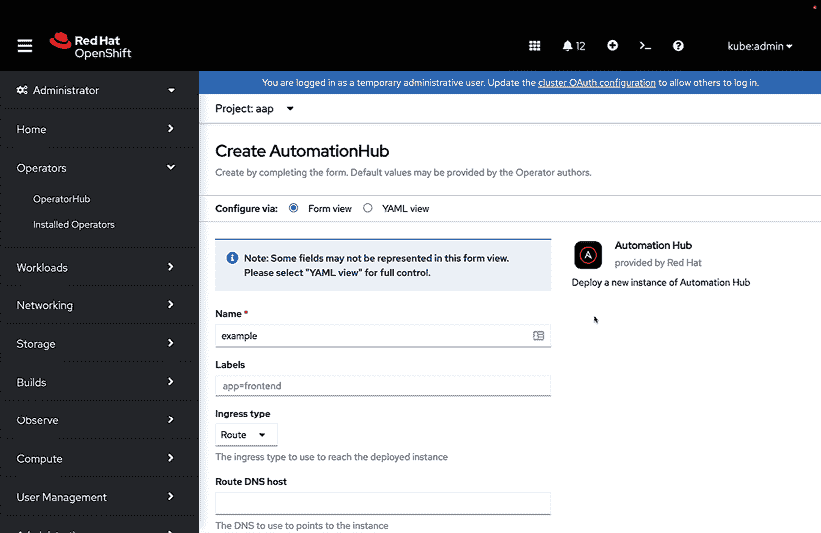 Red Hat
OpenShift
12
kube:admin
Administrator
Home
Operators
OperatorHub
Installed Operators
Workloads
Networking
Storage
Builds
Observe
Compute
User Management
You are logged in as a temporary administrative user. Update the cluster OAuth configuration to allow others to log in.
Project: aap
Create AutomationHub
Create by completing the form. Default values may be provided by the Operator authors.
Configure via: Form view YAML view
Note: Some fields may not be represented in this form view.
Please select "YAML view" for full control.
Automation Hub
provided by Red Hat
Deploy a new instance of Automation Hub
Name *
example
Labels
app=frontend
Ingress type
Route
The ingress type to use to reach the deployed instance
Route DNS host
The DNS to use to points to the instance